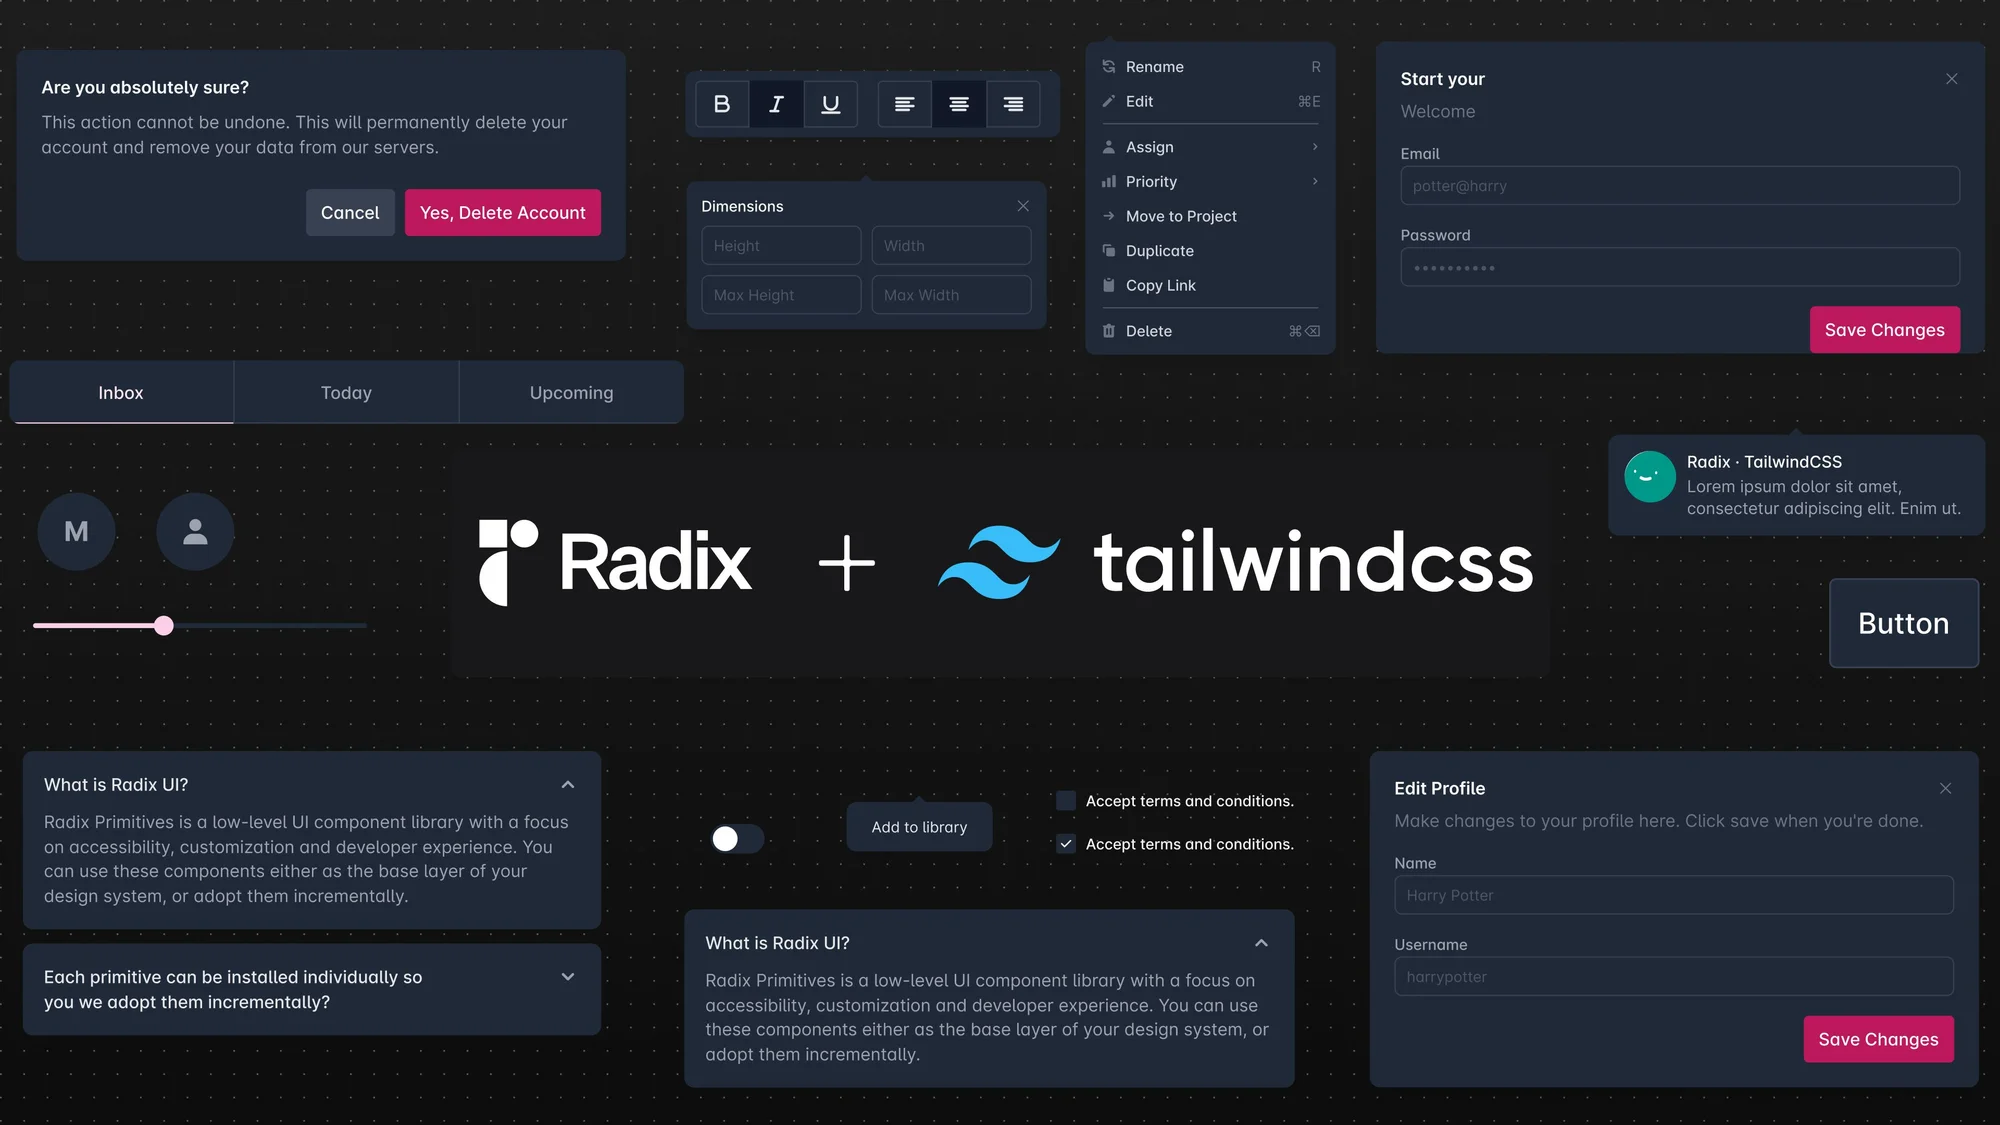 Are you absolutely sure?
This action cannot be undone. This will permanently delete your
account and remove your data from our servers.
Cancel
Yes, Delete Account
B I U
Dimensions
Height
Width
Max Height
Max Width
Rename R
Edit ⌘E
Assign
Priority
Move to Project
Duplicate
Copy Link
Delete ⌘⌫
Start your
Welcome
Email
potter@harry
Password
••••••••••
Save Changes
Inbox
Today
Upcoming
M
Radix + tailwindcss
Radix · TailwindCSS
Lorem ipsum dolor sit amet,
consectetur adipiscing elit. Enim ut.
Button
What is Radix UI?
Radix Primitives is a low-level UI component library with a focus
on accessibility, customization and developer experience. You
can use these components either as the base layer of your
design system, or adopt them incrementally.
Each primitive can be installed individually so
you we adopt them incrementally?
Add to library
Accept terms and conditions.
Accept terms and conditions.
What is Radix UI?
Radix Primitives is a low-level UI component library with a focus on
accessibility, customization and developer experience. You can use
these components either as the base layer of your design system, or
adopt them incrementally.
Edit Profile
Make changes to your profile here. Click save when you're done.
Name
Harry Potter
Username
harrypotter
Save Changes